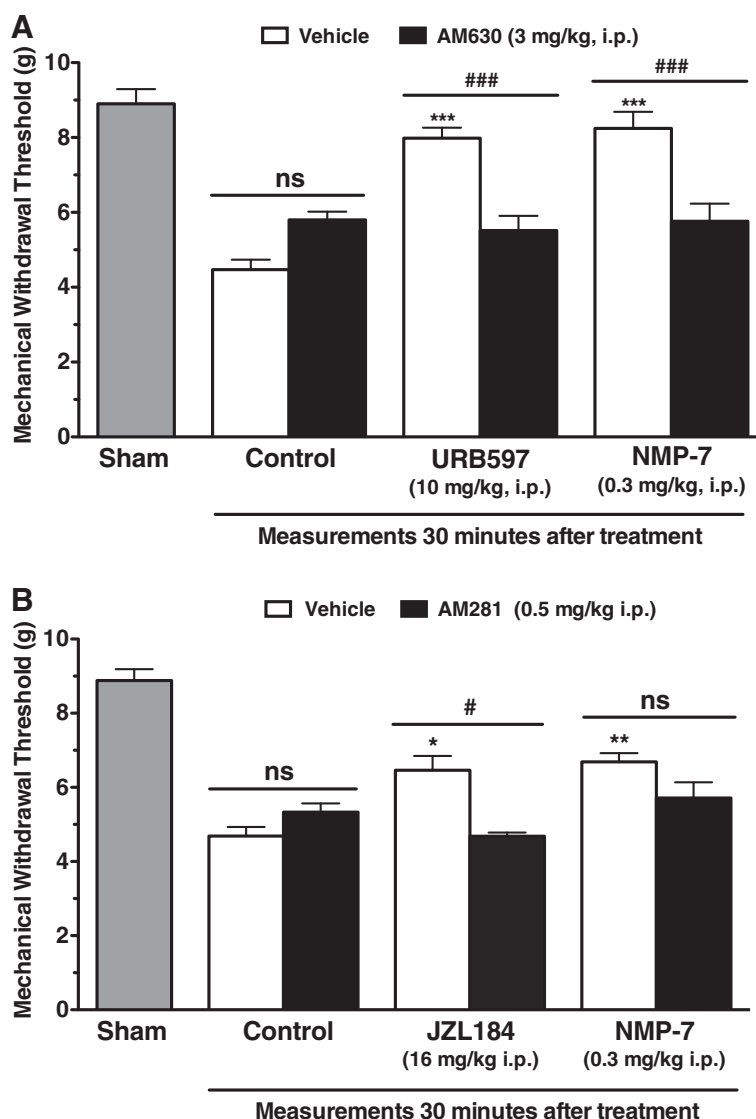 A
Vehicle AM630 (3 mg/kg, i.p.)
Mechanical Withdrawal Threshold (g)
10
8
6
4
2
0
ns
***
###
***
###
Sham Control URB597 NMP-7
(10 mg/kg, i.p.) (0.3 mg/kg, i.p.)
Measurements 30 minutes after treatment
B
Vehicle AM281 (0.5 mg/kg i.p.)
Mechanical Withdrawal Threshold (g)
10
8
6
4
2
0
ns
*
#
**
ns
Sham Control JZL184 NMP-7
(16 mg/kg i.p.) (0.3 mg/kg i.p.)
Measurements 30 minutes after treatment